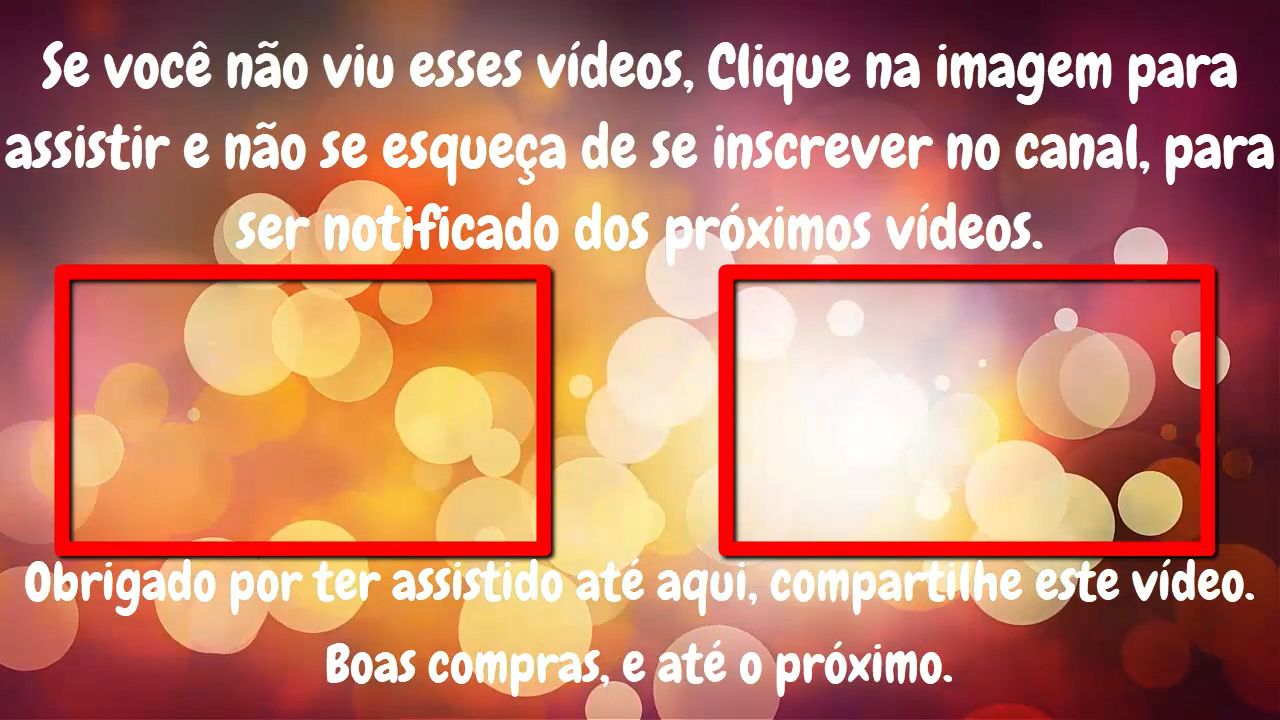 Se você não viu esses vídeos, Clique na imagem para
assistir e não se esqueça de se inscrever no canal, para
ser notificado dos próximos vídeos.
Obrigado por ter assistido até aqui, compartilhe este vídeo.
Boas compras, e até o próximo.